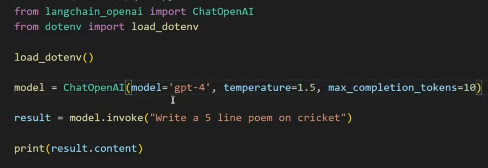 from langchain_openai import ChatOpenAI
from dotenv import load_dotenv
load_dotenv()
model = ChatOpenAI(model='gpt-4', temperature=1.5, max_completion_tokens=10)
result = model.invoke("Write a 5 line poem on cricket")
print(result.content)